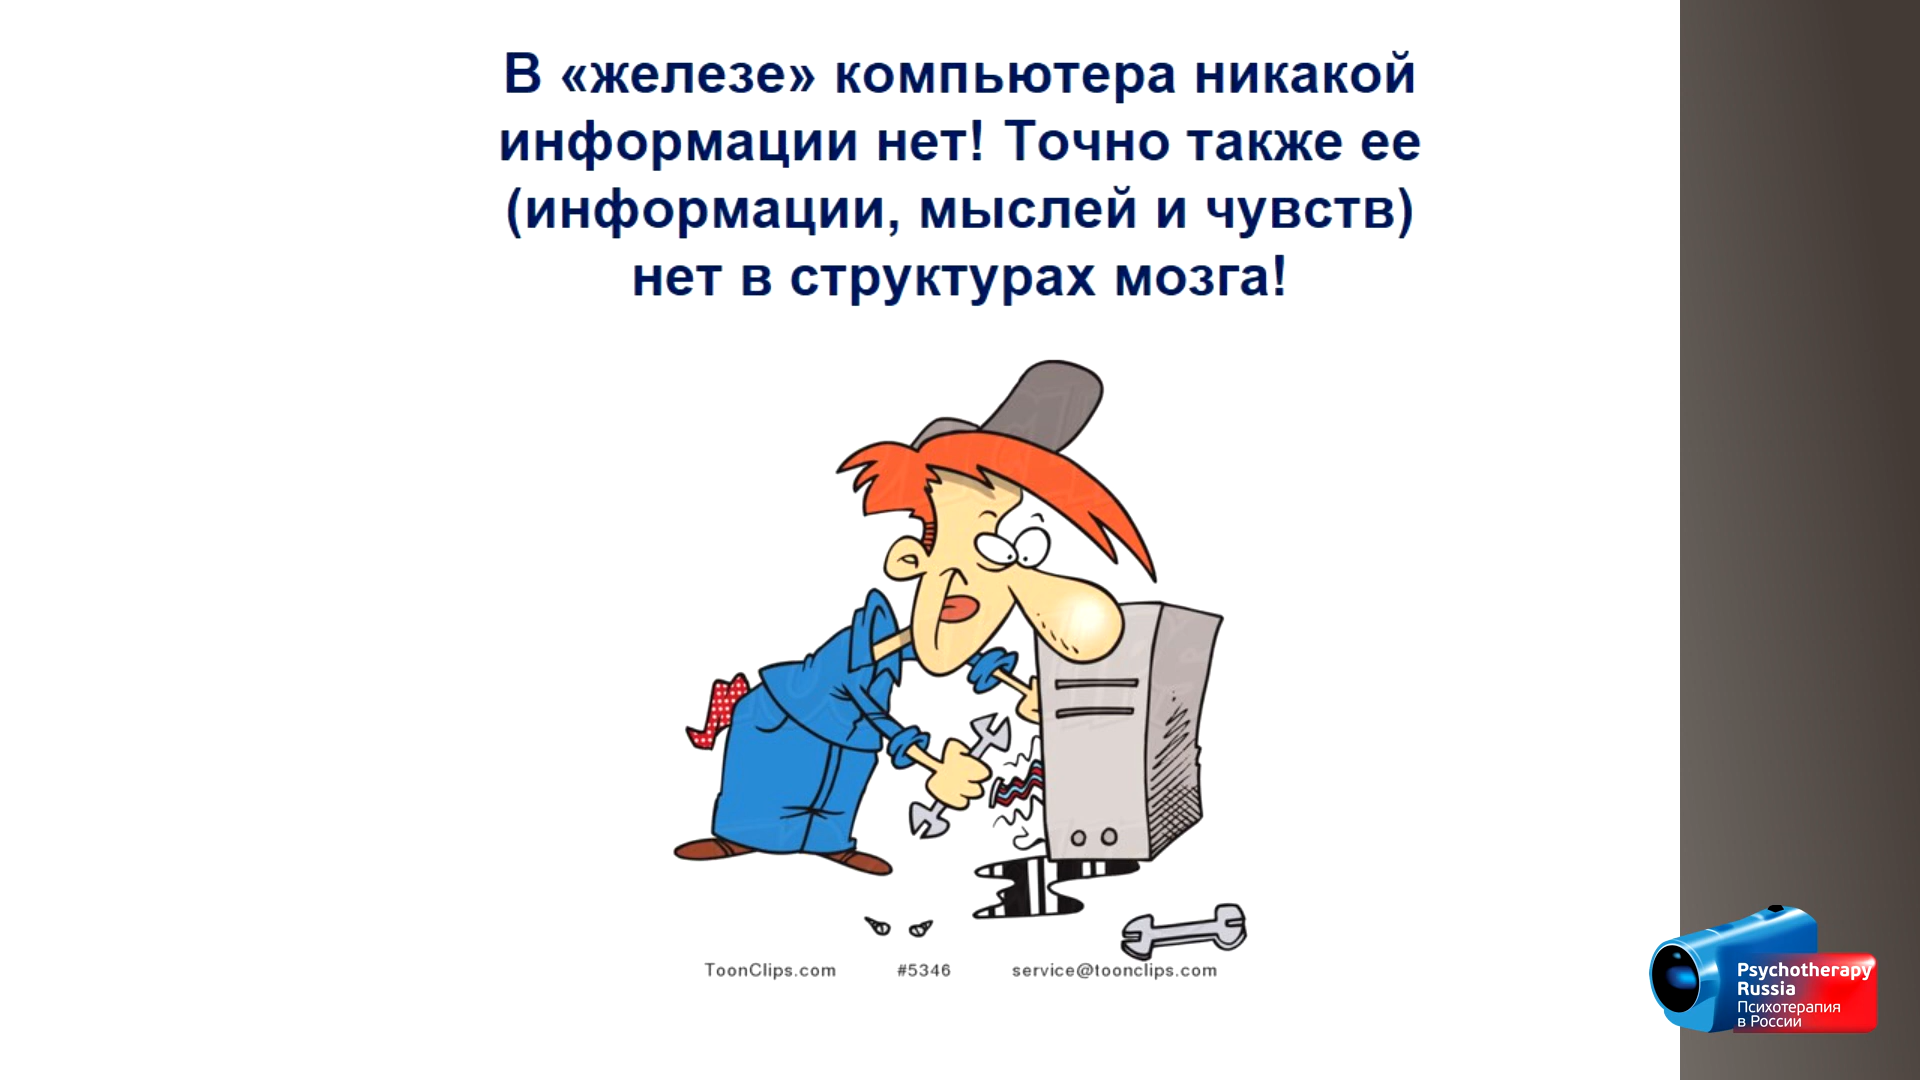 В «железе» компьютера никакой
информации нет! Точно также ее
(информации, мыслей и чувств)
нет в структурах мозга!
ToonClips.com #5346 service@toonclips.com
Psychotherapy
Russia
Психотерапия
в России